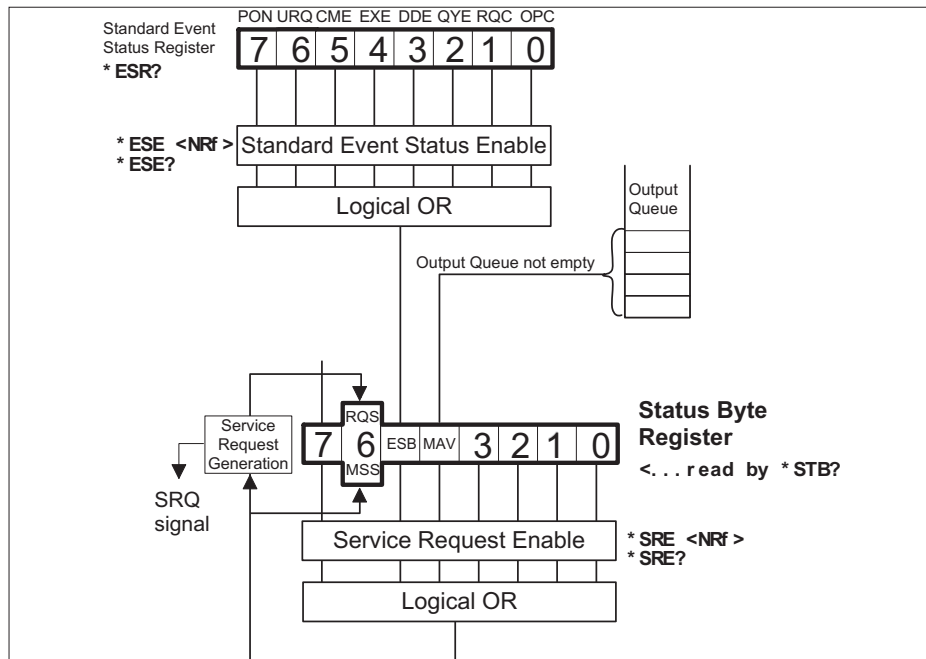 PON URQ CME EXE DDE QYE RQC OPC
Standard Event
Status Register
* ESR?
7 6 5 4 3 2 1 0
* ESE <NRf>
* ESE?
Standard Event Status Enable
Logical OR
Output
Queue
Output Queue not empty
Service
Request
Generation
SRQ
signal
RQS
7 6 ESB MAV 3 2 1 0
MSS
Status Byte
Register
<...read by *STB?
Service Request Enable
* SRE <NRf>
* SRE?
Logical OR